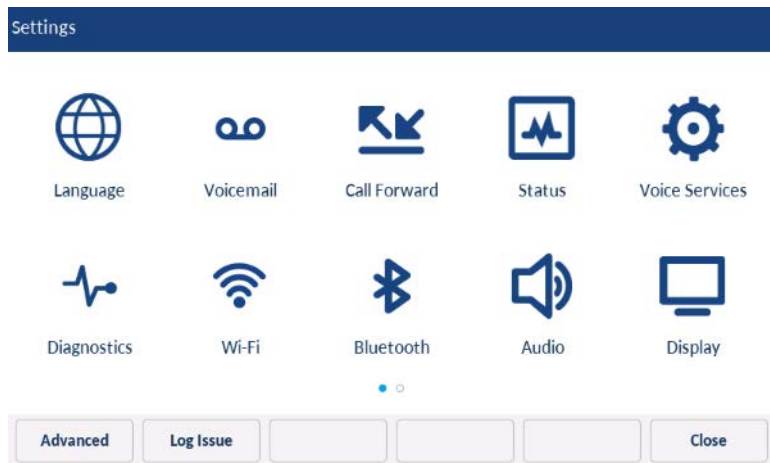 Settings
Language Voicemail Call Forward Status Voice Services
Diagnostics Wi-Fi Bluetooth Audio Display
Advanced Log Issue Close